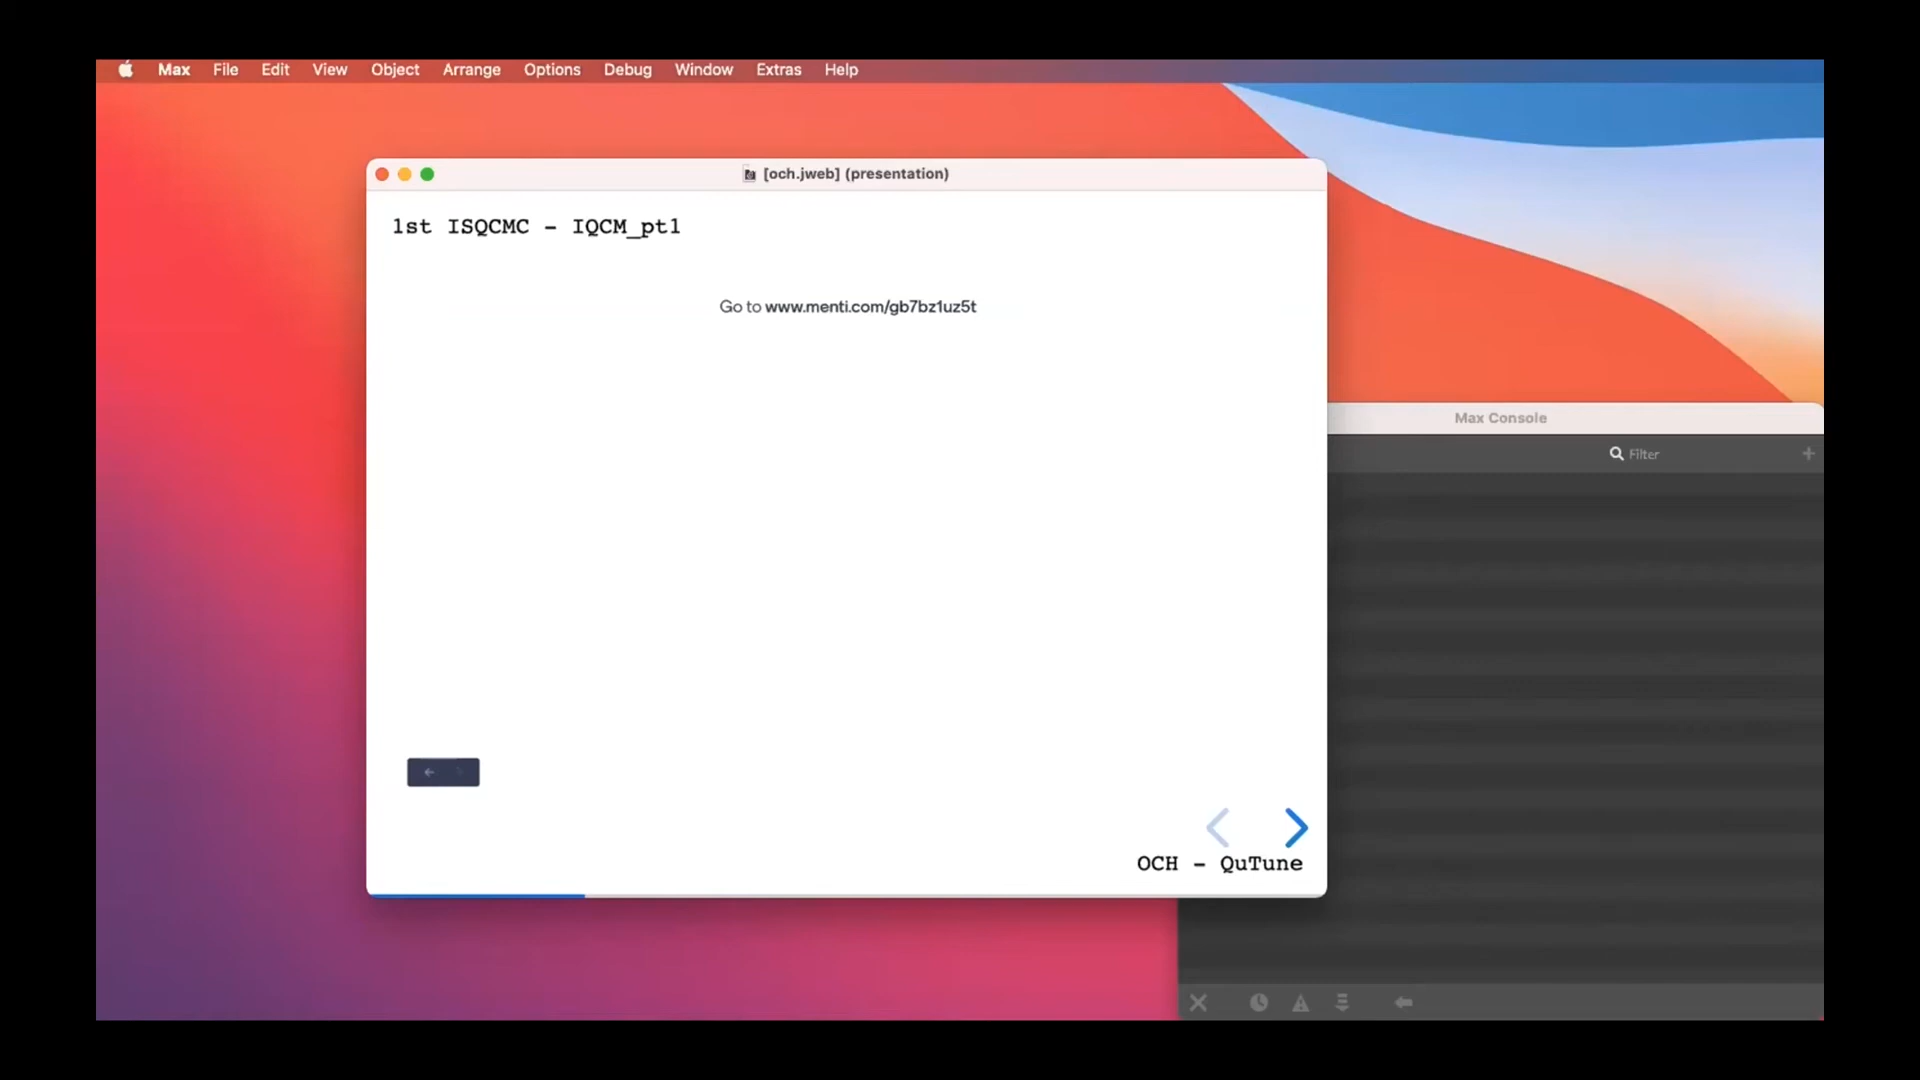 Max File Edit View Object Arrange Options Debug Window Extras Help
[och.jweb] (presentation)
1st ISQCMC - IQCM_pt1
Go to www.menti.com/gb7bz1uz5t
Max Console
Filter
OCH - QuTune